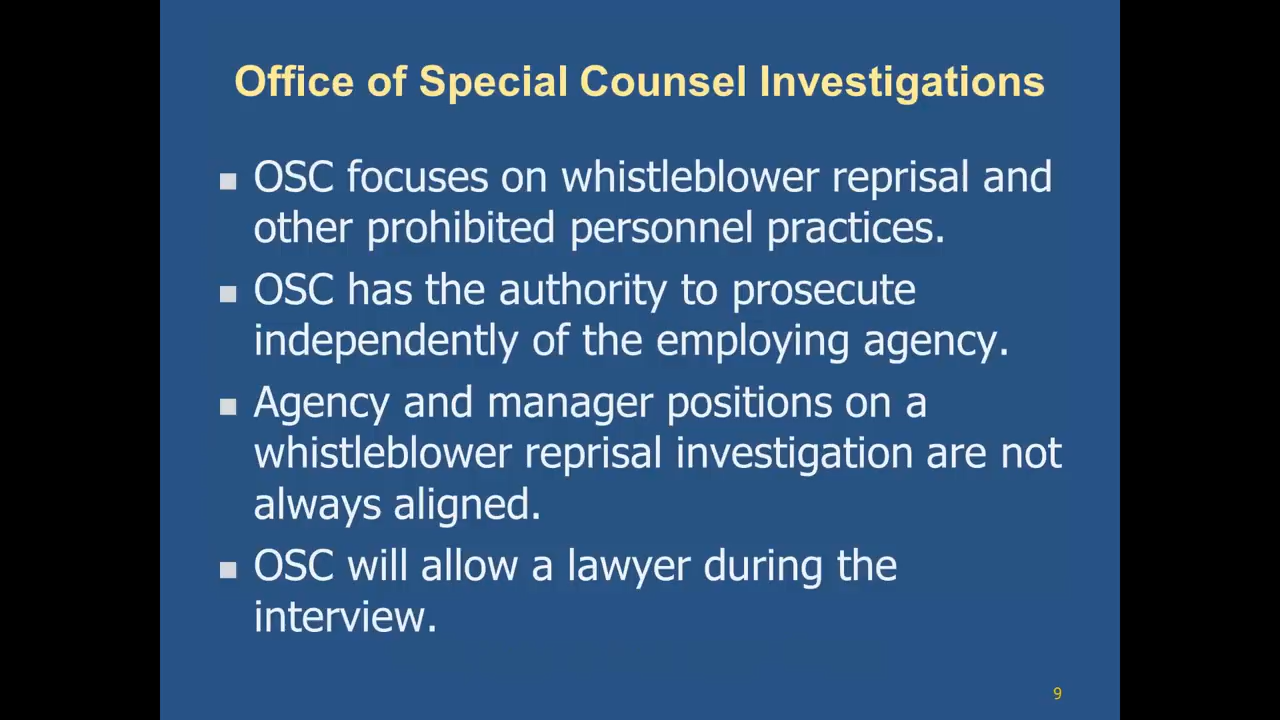 Office of Special Counsel Investigations
■ OSC focuses on whistleblower reprisal and
other prohibited personnel practices.
■ OSC has the authority to prosecute
independently of the employing agency.
■ Agency and manager positions on a
whistleblower reprisal investigation are not
always aligned.
■ OSC will allow a lawyer during the
interview.
9